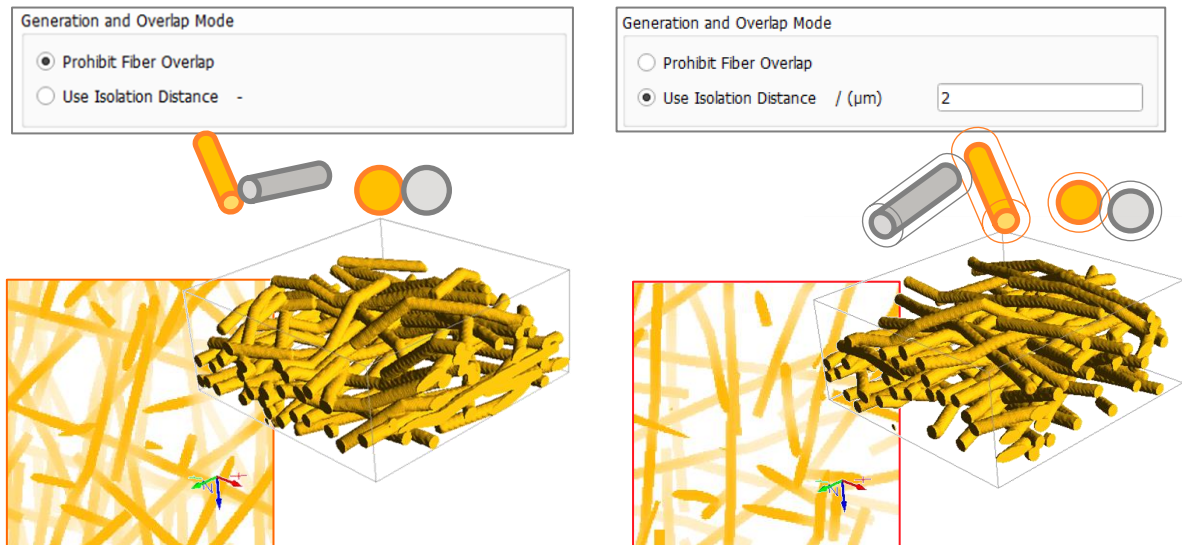 Generation and Overlap Mode
Prohibit Fiber Overlap
Use Isolation Distance -
Generation and Overlap Mode
Prohibit Fiber Overlap
Use Isolation Distance / (µm) 2